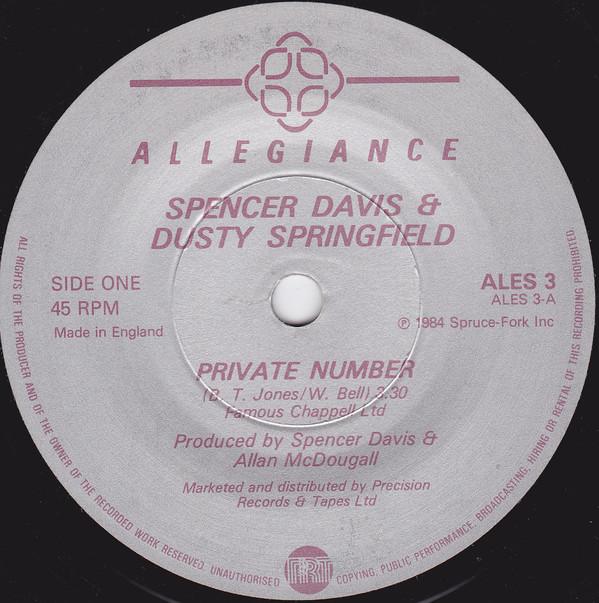 ALLEGIANCE
SPENCER DAVIS &
DUSTY SPRINGFIELD
SIDE ONE
45 RPM
Made in England
ALES 3
ALES 3-A
℗ 1984 Spruce-Fork Inc
PRIVATE NUMBER
(B. T. Jones/W. Bell) 3:30
Famous Chappell Ltd
Produced by Spencer Davis &
Allan McDougall
Marketed and distributed by Precision
Records & Tapes Ltd
ALL RIGHTS OF THE PRODUCER AND OF THE OWNER OF THE RECORDED WORK RESERVED. UNAUTHORISED COPYING, PUBLIC PERFORMANCE, BROADCASTING, HIRING OR RENTAL OF THIS RECORDING PROHIBITED.
PRT